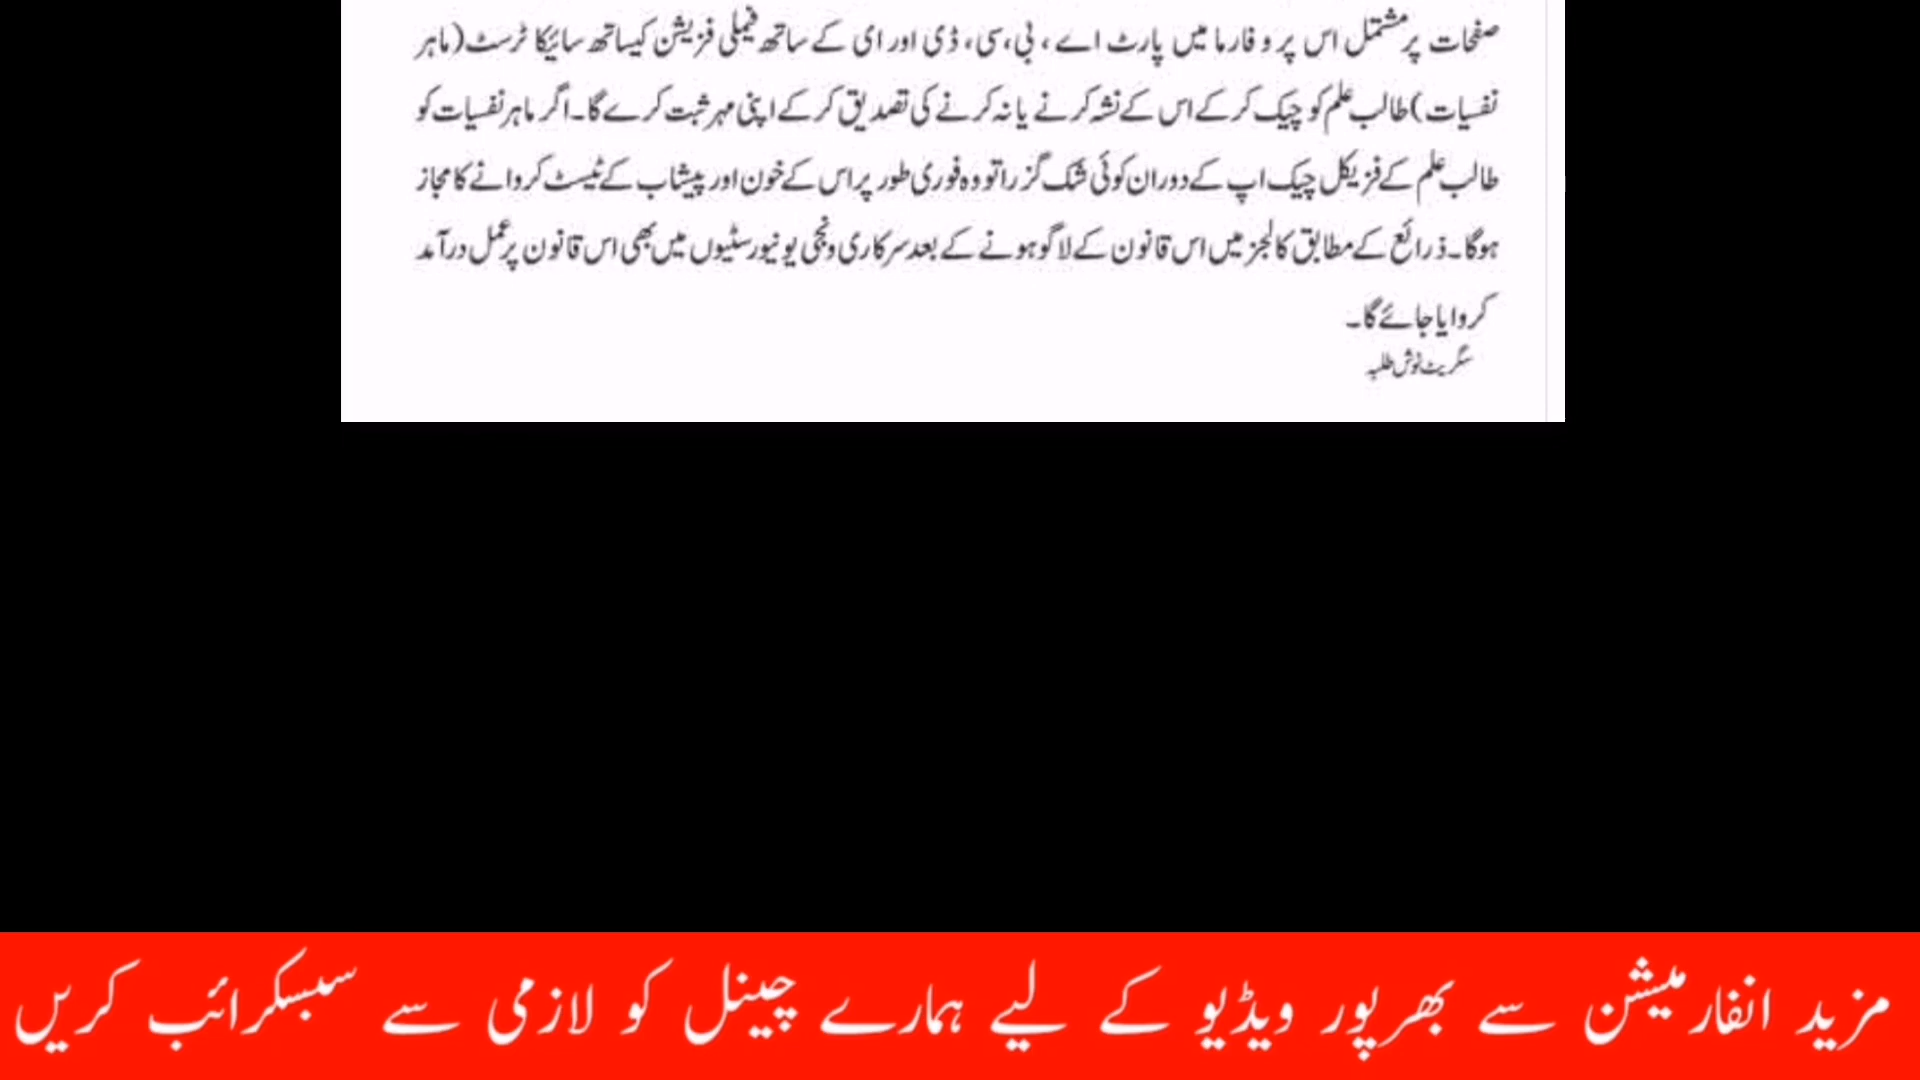 صفحات پر مشتمل اس پروفارما میں پارٹ اے، بی، سی، ڈی اور ای کے ساتھ فیملی فزیشن کیساتھ سائیکا ٹرسٹ (ماہر
نفسیات) طالب علم کو چیک کر کے اس کے نشہ کرنے یا نہ کرنے کی تصدیق کر کے اپنی مہر ثبت کرے گا۔ اگر ماہر نفسیات کو
طالب علم کے فزیکل چیک اپ کے دوران کوئی شک گزرا تو وہ فوری طور پر اس کے خون اور پیشاب کے ٹیسٹ کروانے کا مجاز
ہوگا۔ ذرائع کے مطابق کالجز میں اس قانون کے لاگو ہونے کے بعد سرکاری و نجی یونیورسٹیوں میں بھی اس قانون پر عمل درآمد
کروایا جائے گا۔
سگریٹ نوش طلبہ
مزید انفارمیشن سے بھرپور ویڈیو کے لیے ہمارے چینل کو لازمی سے سبسکرائب کریں